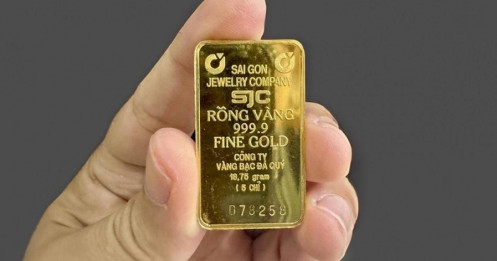 SAI GON
JEWELRY COMPANY
SJC
RỒNG VÀNG
999.9
FINE GOLD
CÔNG TY
VÀNG BẠC ĐÁ QUÝ
18,75 gram
( 5 CHỈ )
D78258